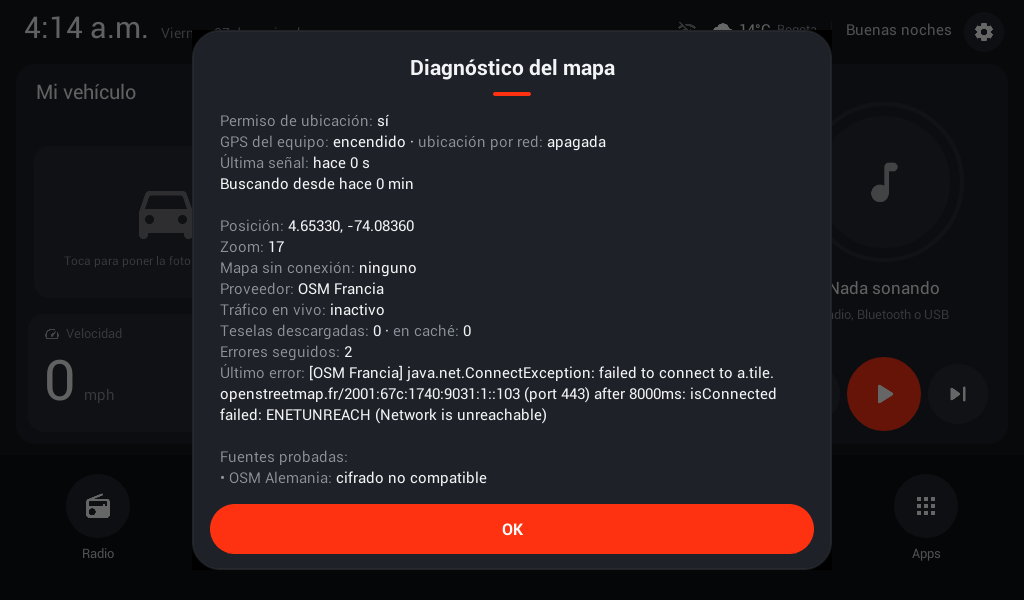 4:14 a.m.
14°C Bogota
Buenas noches
Mi vehículo
Toca para poner la foto
Velocidad
0 mph
Diagnóstico del mapa
Permiso de ubicación: sí
GPS del equipo: encendido · ubicación por red: apagada
Última señal: hace 0 s
Buscando desde hace 0 min
Posición: 4.65330, -74.08360
Zoom: 17
Mapa sin conexión: ninguno
Proveedor: OSM Francia
Tráfico en vivo: inactivo
Teselas descargadas: 0 · en caché: 0
Errores seguidos: 2
Último error: [OSM Francia] java.net.ConnectException: failed to connect to a.tile.
openstreetmap.fr/2001:67c:1740:9031:1::103 (port 443) after 8000ms: isConnected
failed: ENETUNREACH (Network is unreachable)
Fuentes probadas:
• OSM Alemania: cifrado no compatible
OK
Nada sonando
Bluetooth o USB
Radio
Apps